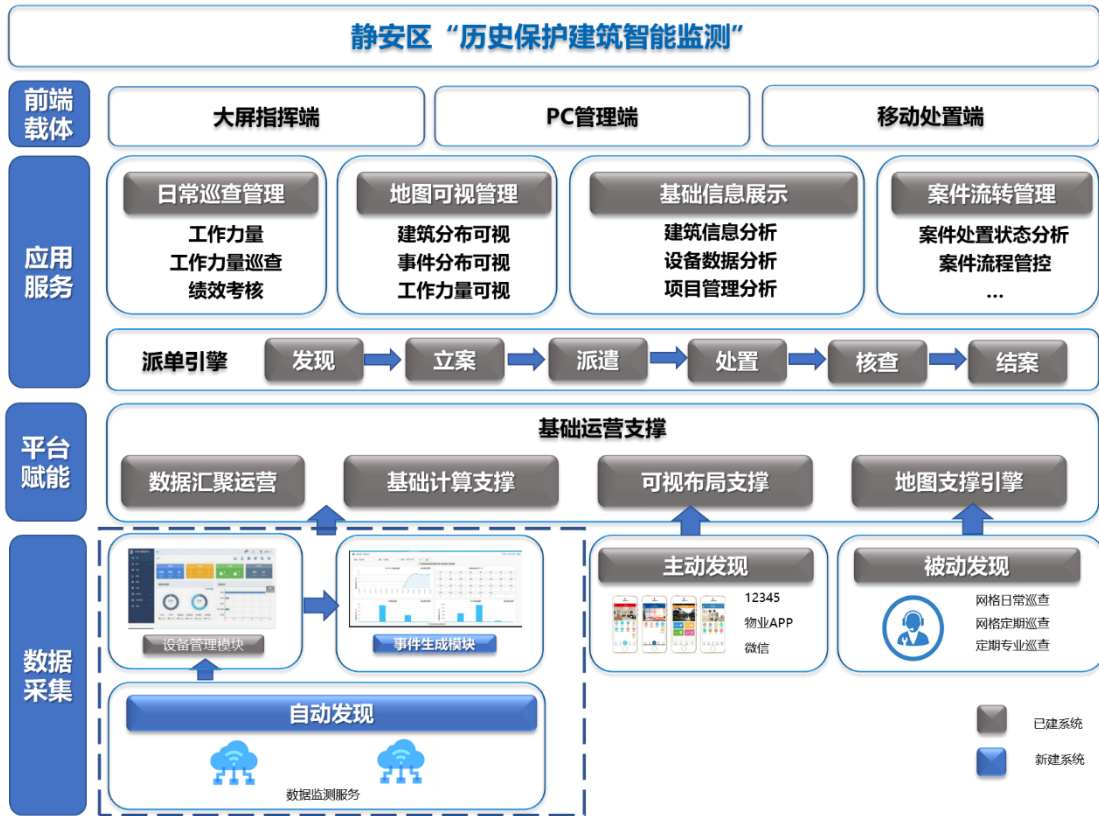 静安区“历史保护建筑智能监测”
前端
载体
大屏指挥端
PC管理端
移动处置端
应用
服务
日常巡查管理
工作力量
工作力量巡查
绩效考核
地图可视管理
建筑分布可视
事件分布可视
工作力量可视
基础信息展示
建筑信息分析
设备数据分析
项目管理分析
案件流转管理
案件处置状态分析
案件流程管控
...
派单引擎
发现
立案
派遣
处置
核查
结案
平台
赋能
基础运营支撑
数据汇聚运营
基础计算支撑
可视布局支撑
地图支撑引擎
数据
采集
设备管理模块
事件生成模块
自动发现
数据监测服务
主动发现
12345
物业APP
微信
被动发现
网格日常巡查
网格定期巡查
定期专业巡查
已建系统
新建系统